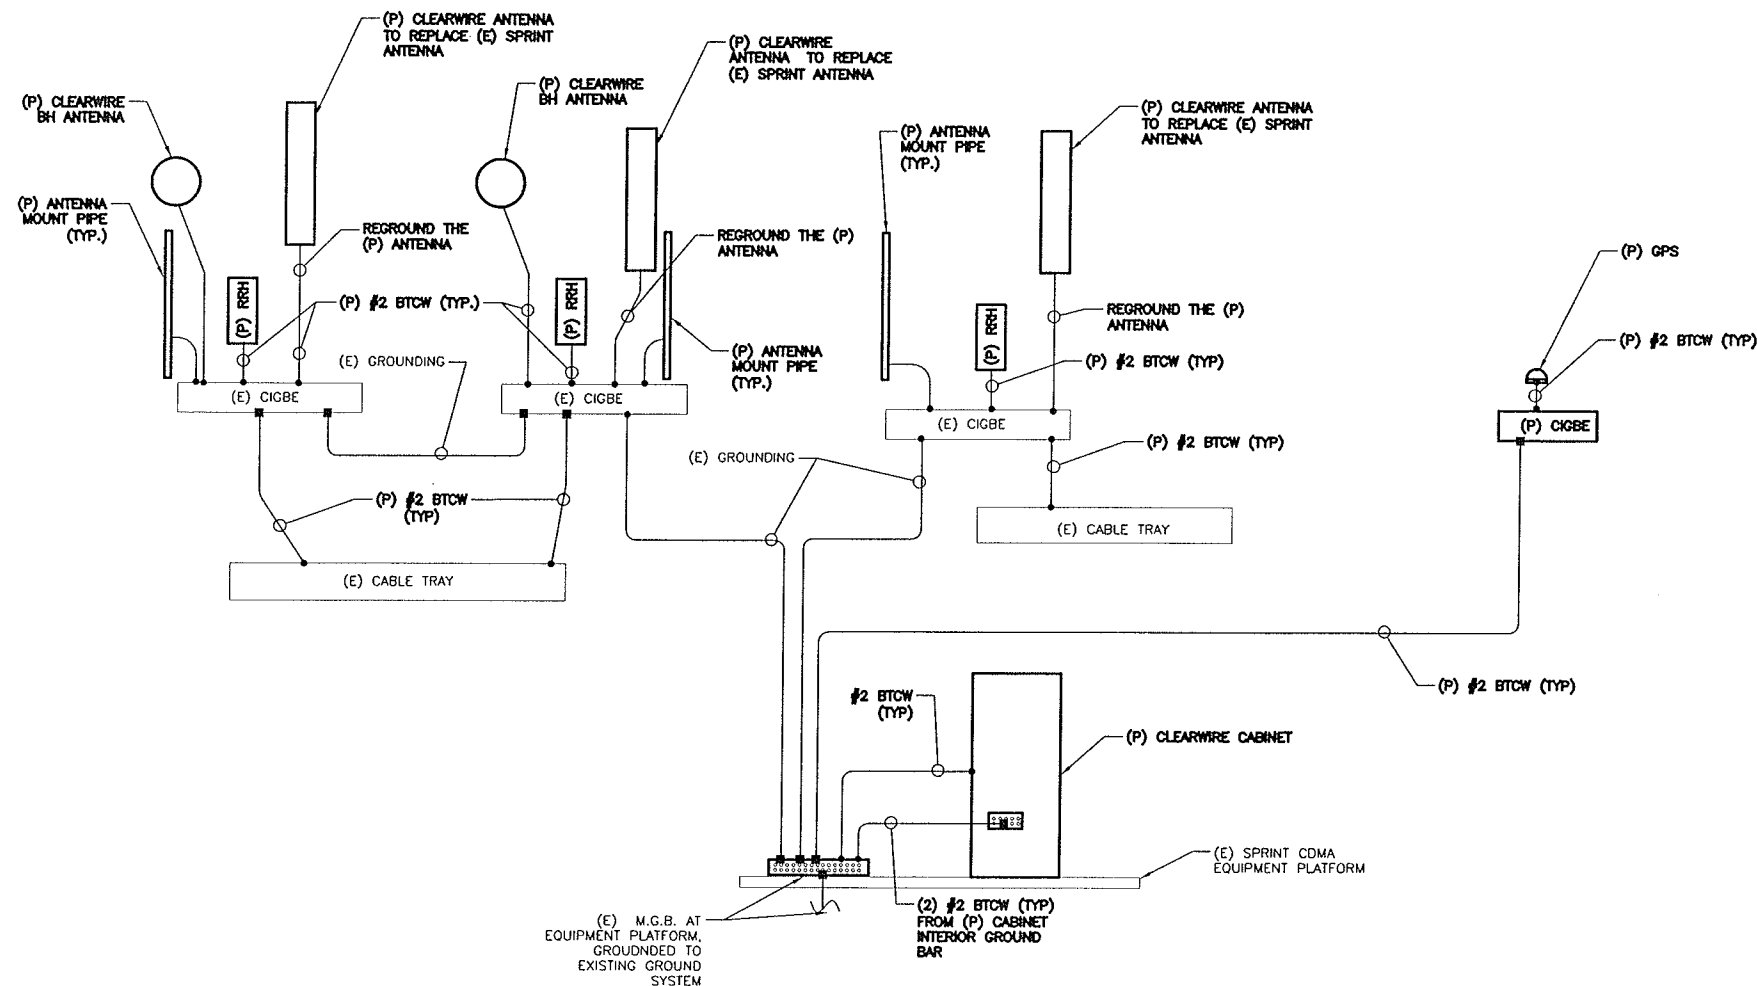 (P) CLEARWIRE ANTENNA
TO REPLACE (E) SPRINT
ANTENNA
(P) CLEARWIRE
ANTENNA TO REPLACE
(E) SPRINT ANTENNA
(P) CLEARWIRE
BH ANTENNA
(P) CLEARWIRE
BH ANTENNA
(P) CLEARWIRE ANTENNA
TO REPLACE (E) SPRINT
ANTENNA
(P) ANTENNA
MOUNT PIPE
(TYP.)
(P) ANTENNA
MOUNT PIPE
(TYP.)
REGROUND THE
(P) ANTENNA
REGROUND THE (P)
ANTENNA
(P) GPS
(P) RRH
(P) #2 BTCW (TYP.)
(P) RRH
(P) RRH
REGROUND THE (P)
ANTENNA
(P) #2 BTCW (TYP)
(E) GROUNDING
(P) ANTENNA
MOUNT PIPE
(TYP.)
(P) #2 BTCW (TYP)
(E) CIGBE
(E) CIGBE
(E) CIGBE
(P) CIGBE
(P) #2 BTCW (TYP)
(E) GROUNDING
(P) #2 BTCW
(TYP)
(E) CABLE TRAY
(E) CABLE TRAY
(P) #2 BTCW (TYP)
#2 BTCW
(TYP)
(P) CLEARWIRE CABINET
(E) SPRINT CDMA
EQUIPMENT PLATFORM
(E) M.G.B. AT
EQUIPMENT PLATFORM,
GROUDNDED TO
EXISTING GROUND
SYSTEM
(2) #2 BTCW (TYP)
FROM (P) CABINET
INTERIOR GROUND
BAR